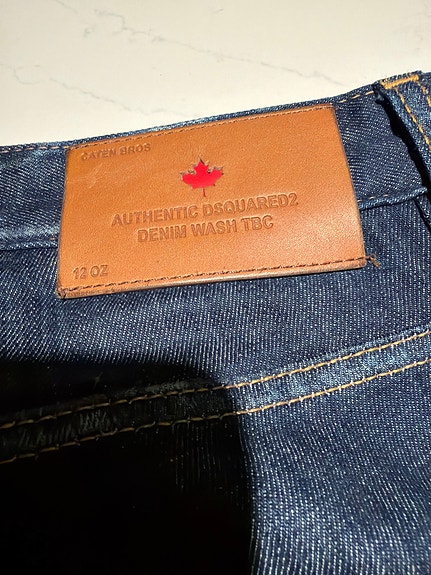 CATEN BROS
AUTHENTIC DSQUARED2
DENIM WASH TBC
12 OZ